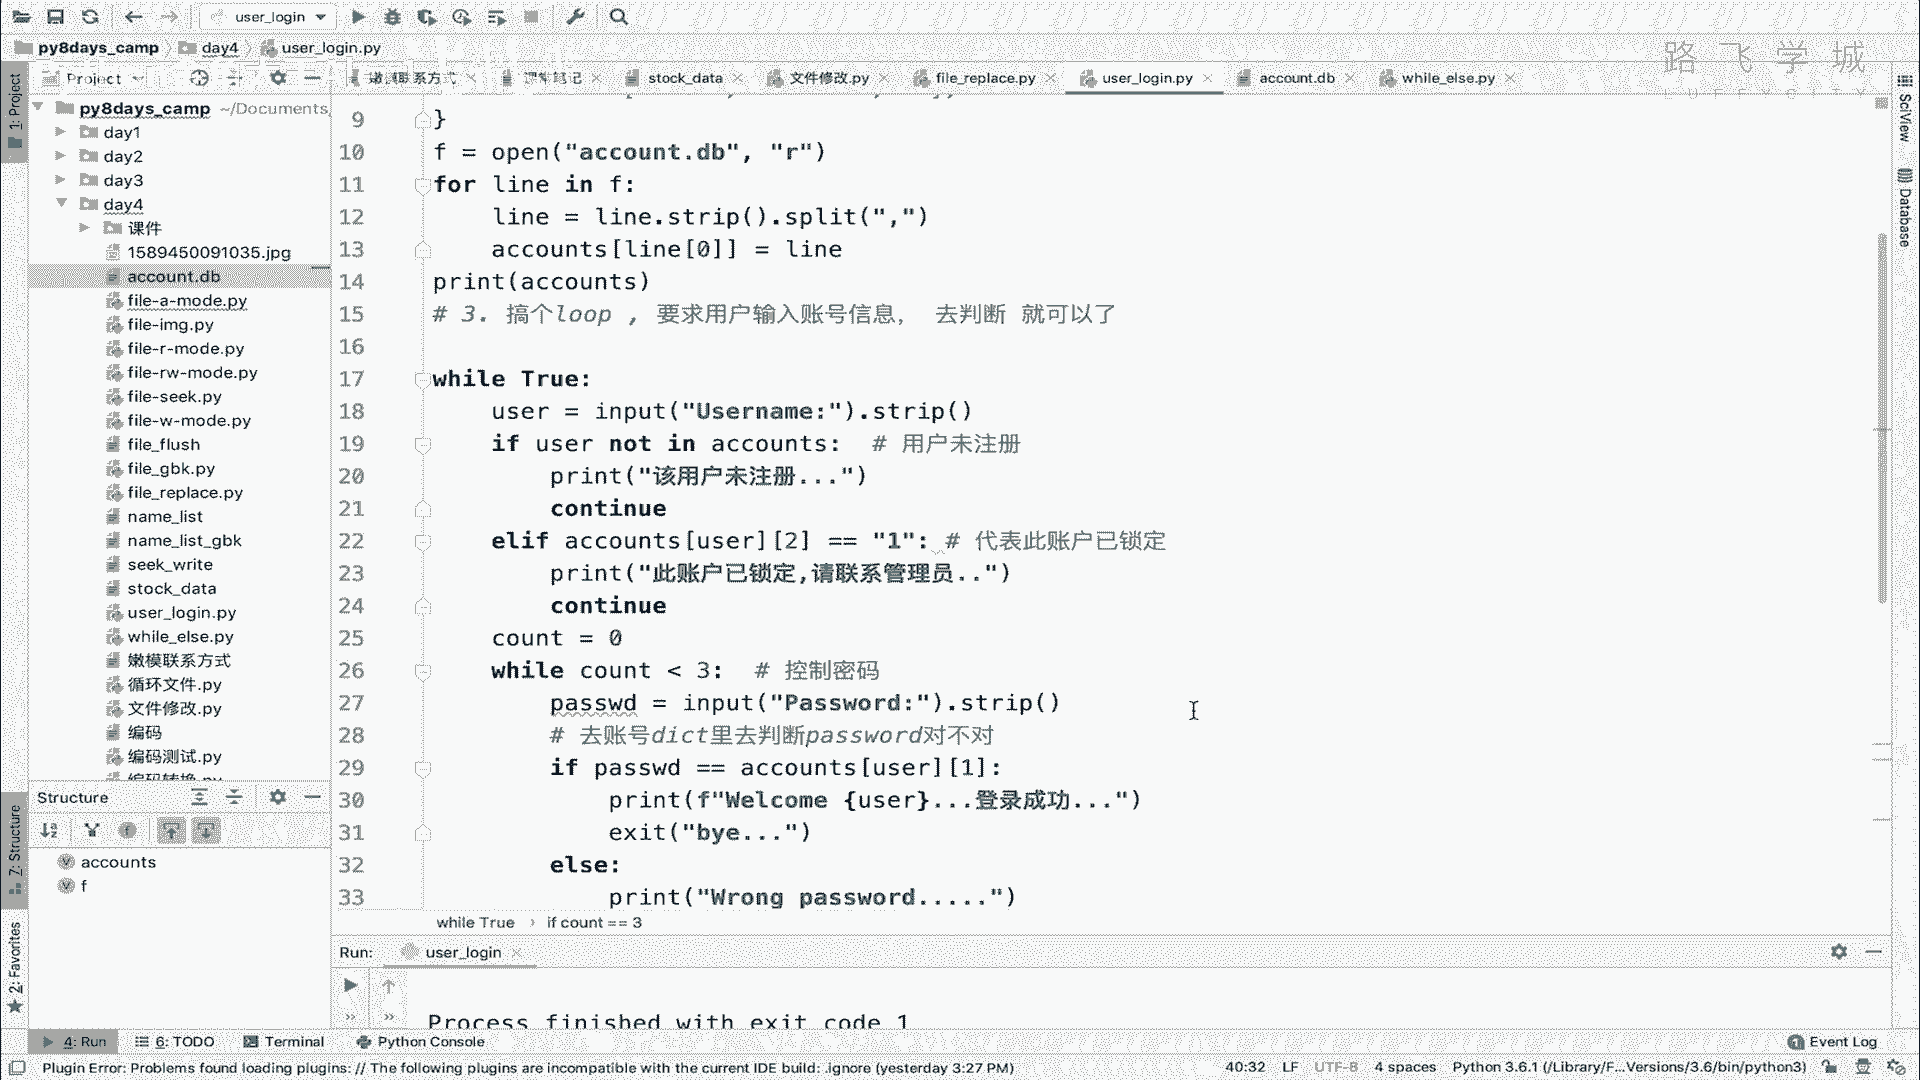 user_login
py8days_camp day4 user_login.py
路飞学城
Project 嫩模联系方式 stock_data 文件修改.py file_replace.py user_login.py account.db while_else.py
1: Project
py8days_camp ~/Documents
day1
day2
day3
day4
课件
1589450091035.jpg
account.db
file-a-mode.py
file-img.py
file-r-mode.py
file-rw-mode.py
file-seek.py
file-w-mode.py
file_flush
file_gbk.py
file_replace.py
name_list
name_list_gbk
seek_write
stock_data
user_login.py
while_else.py
嫩模联系方式
循环文件.py
文件修改.py
编码
编码测试.py
编码转换.py
9 }
10 f = open("account.db", "r")
11 for line in f:
12 line = line.strip().split(",")
13 accounts[line[0]] = line
14 print(accounts)
15 # 3. 搞个loop , 要求用户输入账号信息， 去判断 就可以了
16
17 while True:
18 user = input("Username:").strip()
19 if user not in accounts: # 用户未注册
20 print("该用户未注册...")
21 continue
22 elif accounts[user][2] == "1": # 代表此账户已锁定
23 print("此账户已锁定,请联系管理员..")
24 continue
25 count = 0
26 while count < 3: # 控制密码
27 passwd = input("Password:").strip()
28 # 去账号dict里去判断password对不对
29 if passwd == accounts[user][1]:
30 print(f"Welcome {user}...登录成功...")
31 exit("bye...")
32 else:
33 print("Wrong password.....")
while True › if count == 3
SciView
Database
Structure
accounts
f
7: Structure
2: Favorites
Run: user_login
Process finished with exit code 1
4: Run 6: TODO Terminal Python Console Event Log
Plugin Error: Problems found loading plugins: // The following plugins are incompatible with the current IDE build: .ignore (yesterday 3:27 PM) 40:32 LF UTF-8 4 spaces Python 3.6.1 (/Library/F...Versions/3.6/bin/python3)